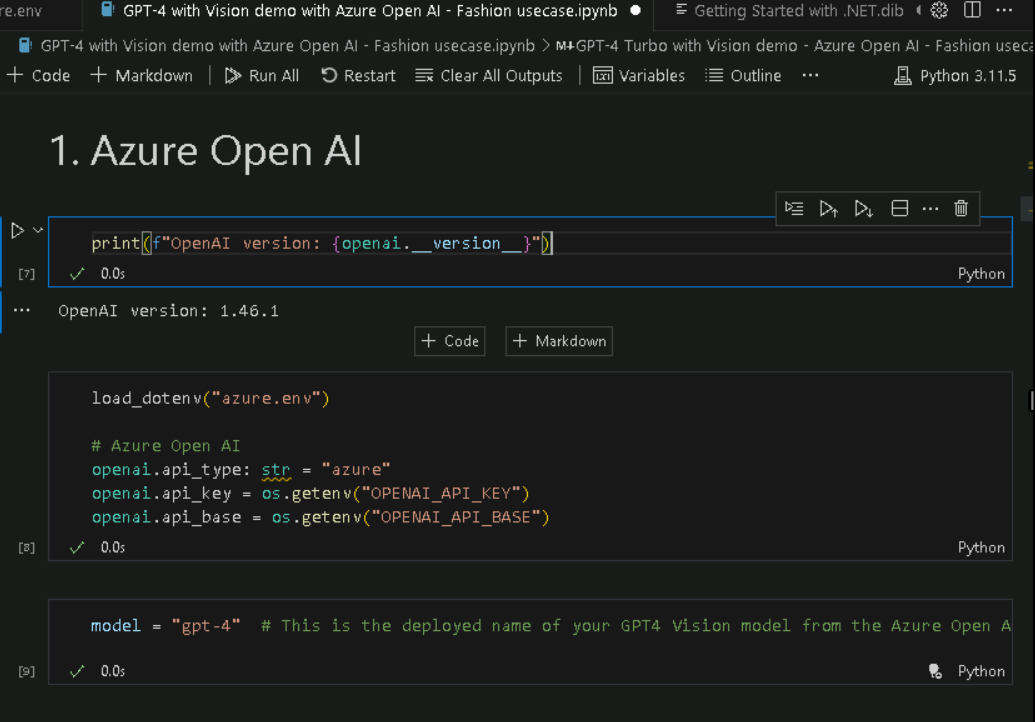 re.env GPT-4 with Vision demo with Azure Open AI - Fashion usecase.ipynb Getting Started with .NET.dib
GPT-4 with Vision demo with Azure Open AI - Fashion usecase.ipynb > M↓GPT-4 Turbo with Vision demo - Azure Open AI - Fashion useca
+ Code + Markdown | Run All Restart Clear All Outputs | Variables Outline ... Python 3.11.5
1. Azure Open AI
print(f"OpenAI version: {openai.__version__}")
[7] ✓ 0.0s Python
... OpenAI version: 1.46.1
+ Code + Markdown
load_dotenv("azure.env")
# Azure Open AI
openai.api_type: str = "azure"
openai.api_key = os.getenv("OPENAI_API_KEY")
openai.api_base = os.getenv("OPENAI_API_BASE")
[8] ✓ 0.0s Python
model = "gpt-4"  # This is the deployed name of your GPT4 Vision model from the Azure Open A
[9] ✓ 0.0s Python